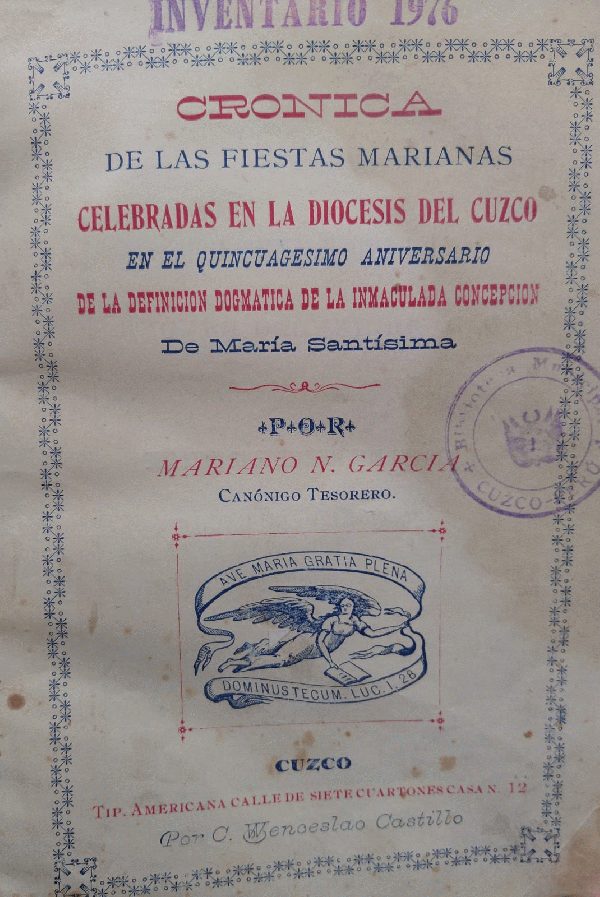 INVENTARIO 1976
CRONICA
DE LAS FIESTAS MARIANAS
CELEBRADAS EN LA DIOCESIS DEL CUZCO
EN EL QUINCUAGESIMO ANIVERSARIO
DE LA DEFINICION DOGMATICA DE LA INMACULADA CONCEPCION
De María Santísima
P·O·R
MARIANO N. GARCIA
CANÓNIGO TESORERO.
Biblioteca
CUZCO
AVE MARIA GRATIA PLENA
DOMINUSTECUM. LUC. I. 28
CUZCO
TIP. AMERICANA CALLE DE SIETE CUARTONES CASA N. 12
Por C. Wenceslao Castillo